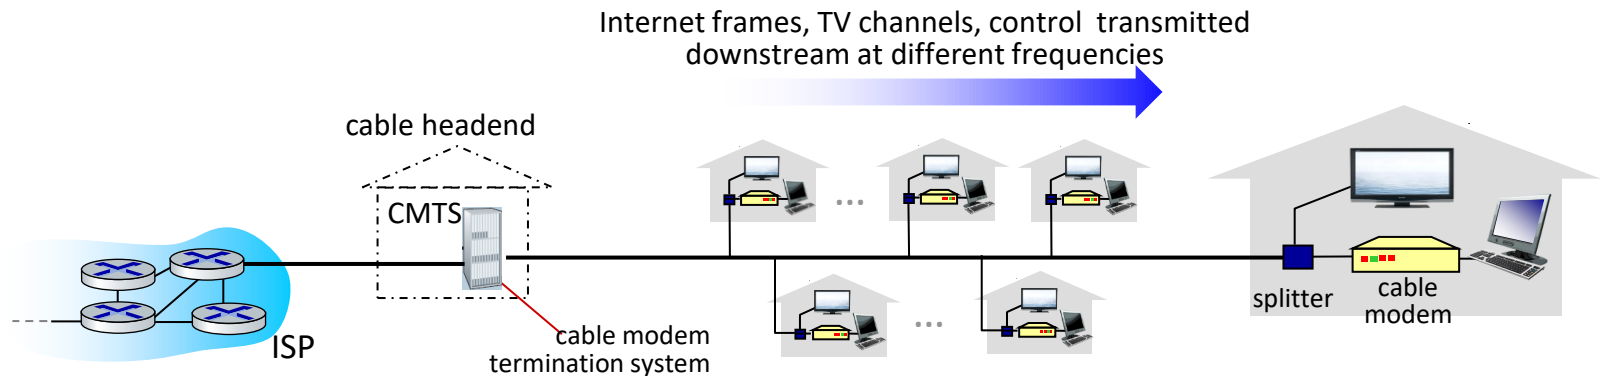 Internet frames, TV channels, control transmitted
downstream at different frequencies
cable headend
CMTS
ISP
cable modem
termination system
splitter
cable
modem